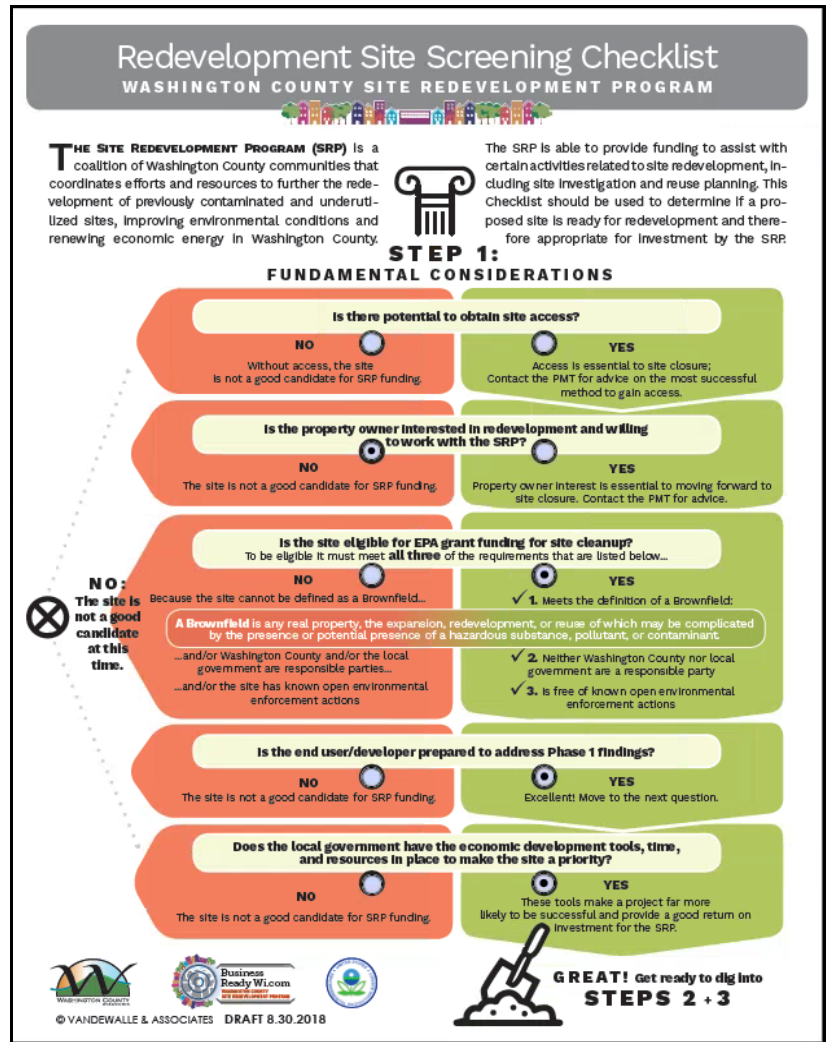 Redevelopment Site Screening Checklist
WASHINGTON COUNTY SITE REDEVELOPMENT PROGRAM
THE SITE REDEVELOPMENT PROGRAM (SRP) is a
coalition of Washington County communities that
coordinates efforts and resources to further the rede-
velopment of previously contaminated and underuti-
lized sites, improving environmental conditions and
renewing economic energy in Washington County.
The SRP is able to provide funding to assist with
certain activities related to site redevelopment, in-
cluding site investigation and reuse planning. This
Checklist should be used to determine if a pro-
posed site is ready for redevelopment and there-
fore appropriate for investment by the SRP.
STEP 1:
FUNDAMENTAL CONSIDERATIONS
Is there potential to obtain site access?
NO
Without access, the site
is not a good candidate for SRP funding.
YES
Access is essential to site closure;
Contact the PMT for advice on the most successful
method to gain access.
Is the property owner interested in redevelopment and willing
to work with the SRP?
NO
The site is not a good candidate for SRP funding.
YES
Property owner interest is essential to moving forward to
site closure. Contact the PMT for advice.
Is the site eligible for EPA grant funding for site cleanup?
To be eligible it must meet all three of the requirements that are listed below...
NO
Because the site cannot be defined as a Brownfield...
YES
✓ 1. Meets the definition of a Brownfield:
A Brownfield is any real property, the expansion, redevelopment, or reuse of which may be complicated
by the presence or potential presence of a hazardous substance, pollutant, or contaminant.
...and/or Washington County and/or the local
government are responsible parties...
...and/or the site has known open environmental
enforcement actions
✓ 2. Neither Washington County nor local
government are a responsible party
✓ 3. Is free of known open environmental
enforcement actions
NO:
The site is
not a good
candidate
at this
time.
Is the end user/developer prepared to address Phase 1 findings?
NO
The site is not a good candidate for SRP funding.
YES
Excellent! Move to the next question.
Does the local government have the economic development tools, time,
and resources in place to make the site a priority?
NO
The site is not a good candidate for SRP funding.
YES
These tools make a project far more
likely to be successful and provide a good return on
investment for the SRP.
GREAT! Get ready to dig into
STEPS 2 + 3
WASHINGTON COUNTY
Business
ReadyWi.com
WASHINGTON COUNTY
SITE REDEVELOPMENT PROGRAM
© VANDEWALLE & ASSOCIATES DRAFT 8.30.2018